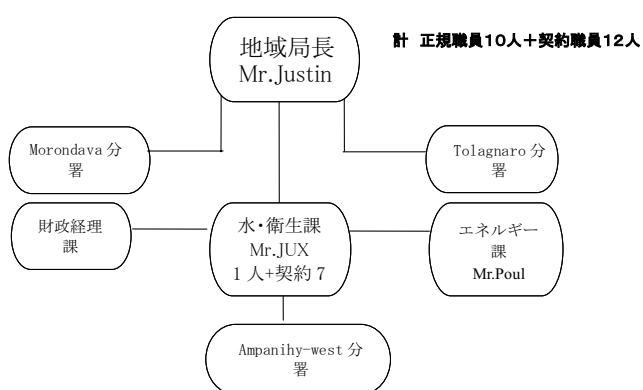 地域局長
Mr.Justin
計 正規職員10人＋契約職員12人
Morondava 分
署
Tolagnaro 分
署
財政経理
課
水・衛生課
Mr.JUX
1 人+契約 7
エネルギー
課
Mr.Poul
Ampanihy-west 分
署